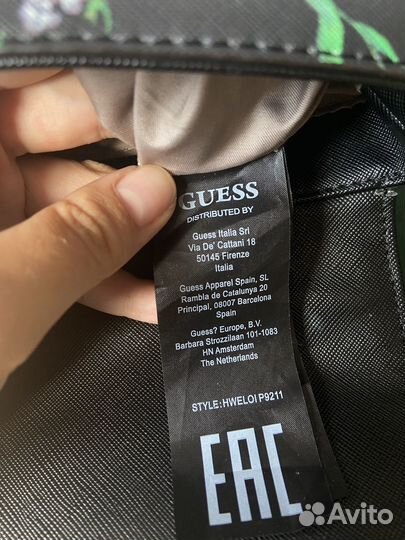 GUESS
DISTRIBUTED BY
Guess Italia Srl
Via De' Cattani 18
50145 Firenze
Italia
Guess Apparel Spain, SL
Rambla de Catalunya 20
Principal, 08007 Barcelona
Spain
Guess? Europe, B.V.
Barbara Strozzilaan 101-1083
HN Amsterdam
The Netherlands
STYLE: HWELOI P9211
EAC
Avito